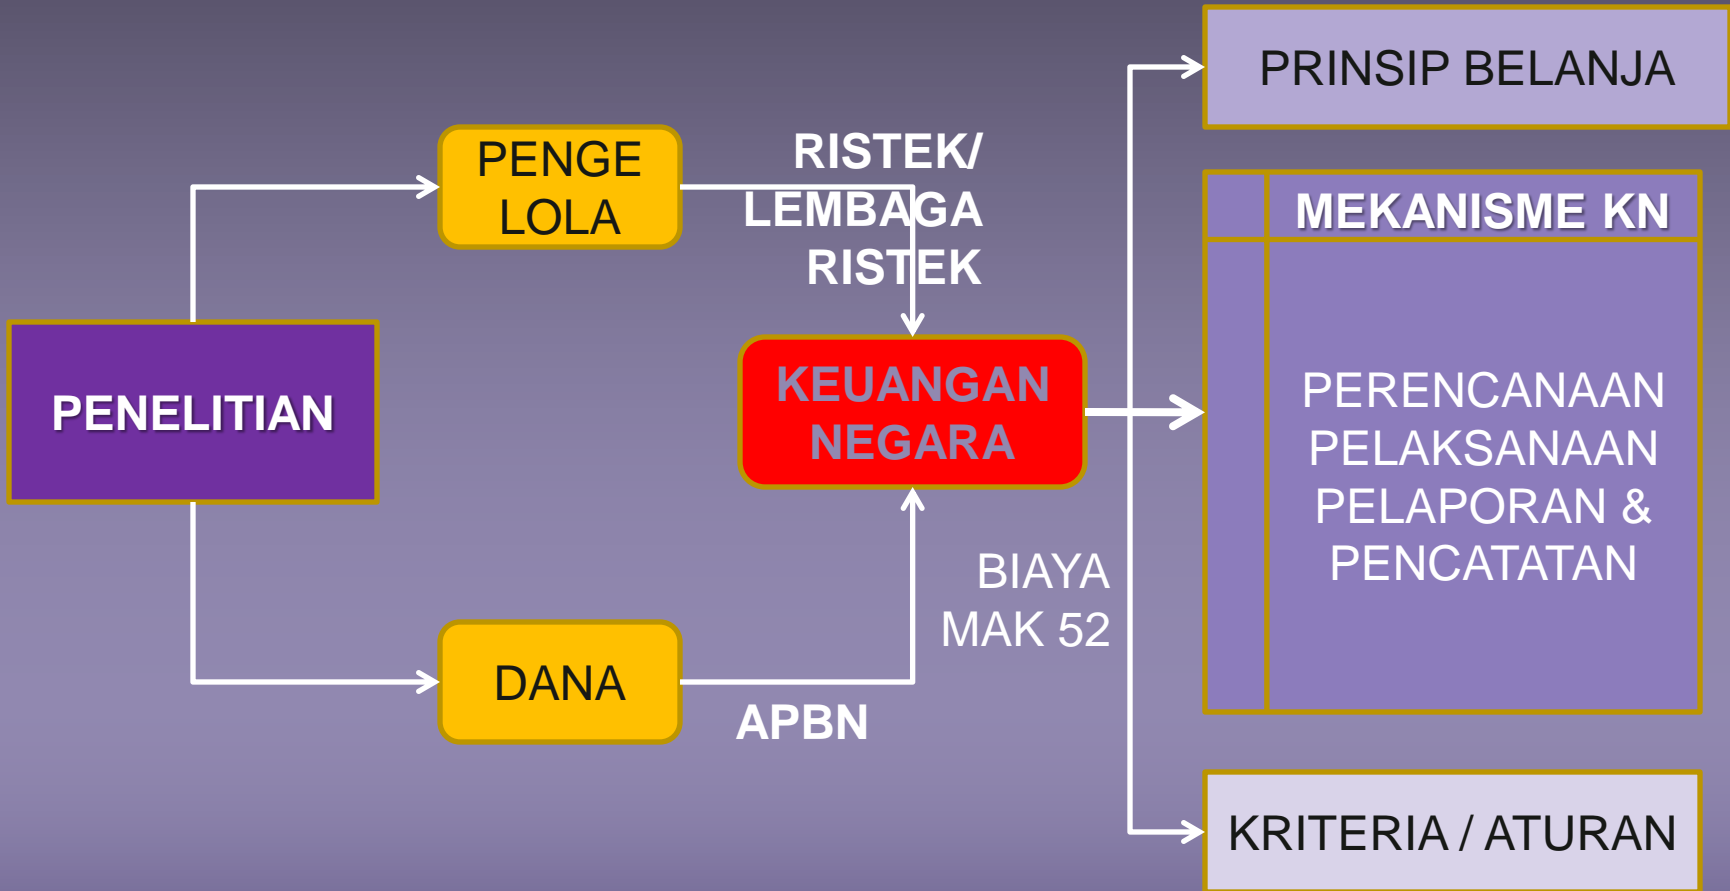 PENELITIAN
PENGE
LOLA
RISTEK/
LEMBAGA
RISTEK
KEUANGAN
NEGARA
DANA
APBN
BIAYA
MAK 52
PRINSIP BELANJA
MEKANISME KN
PERENCANAAN
PELAKSANAAN
PELAPORAN &
PENCATATAN
KRITERIA / ATURAN